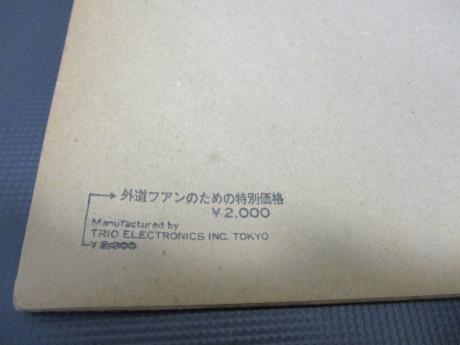 外道フアンのための特別価格
￥2,000
Manufactured by
TRIO ELECTRONICS INC. TOKYO
￥2,300